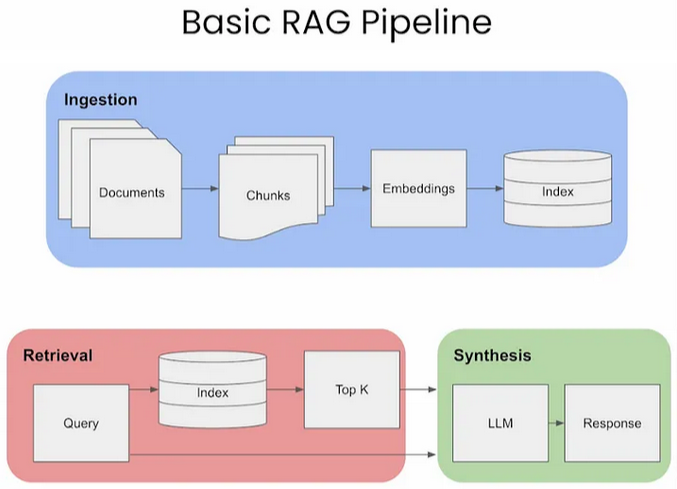 Basic RAG Pipeline
Ingestion
Documents
Chunks
Embeddings
Index
Retrieval
Query
Index
Top K
Synthesis
LLM
Response